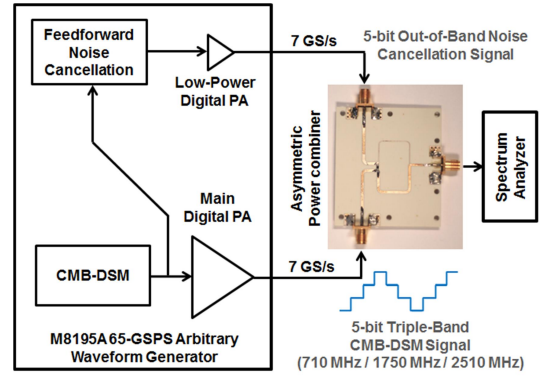 Feedforward
Noise
Cancellation
Low-Power
Digital PA
7 GS/s
5-bit Out-of-Band Noise
Cancellation Signal
Asymmetric
Power combiner
Spectrum
Analyzer
Main
Digital PA
CMB-DSM
7 GS/s
M8195A 65-GSPS Arbitrary
Waveform Generator
5-bit Triple-Band
CMB-DSM Signal
(710 MHz / 1750 MHz / 2510 MHz)